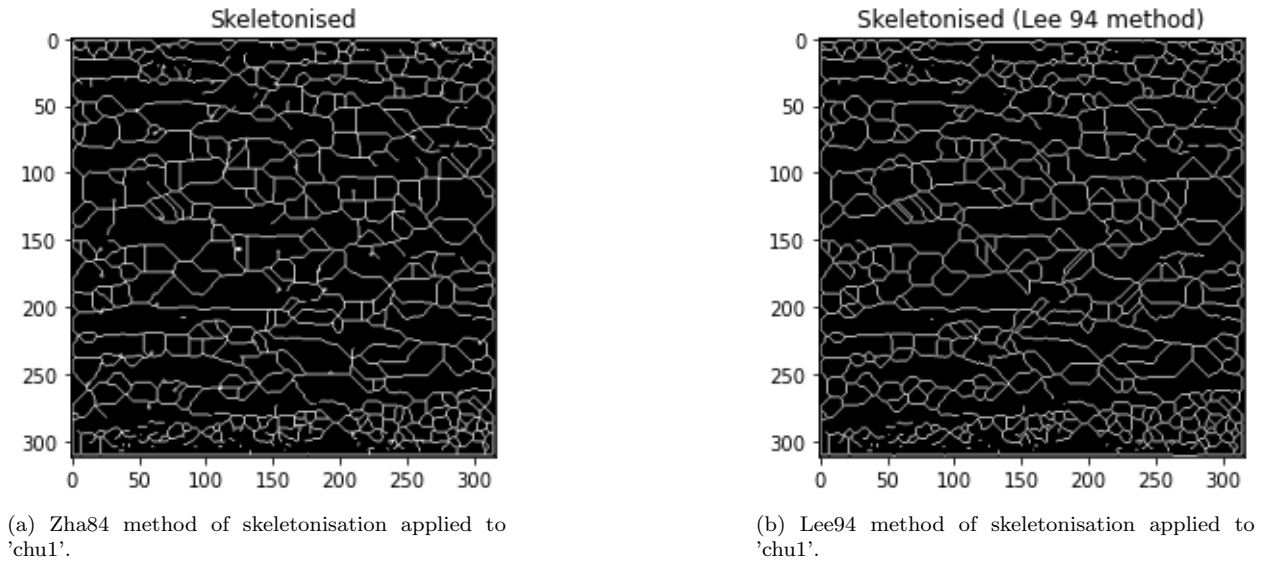 Skeletonised
0
50
100
150
200
250
300
0 50 100 150 200 250 300
(a) Zha84 method of skeletonisation applied to
’chu1’.
Skeletonised (Lee 94 method)
0
50
100
150
200
250
300
0 50 100 150 200 250 300
(b) Lee94 method of skeletonisation applied to
’chu1’.